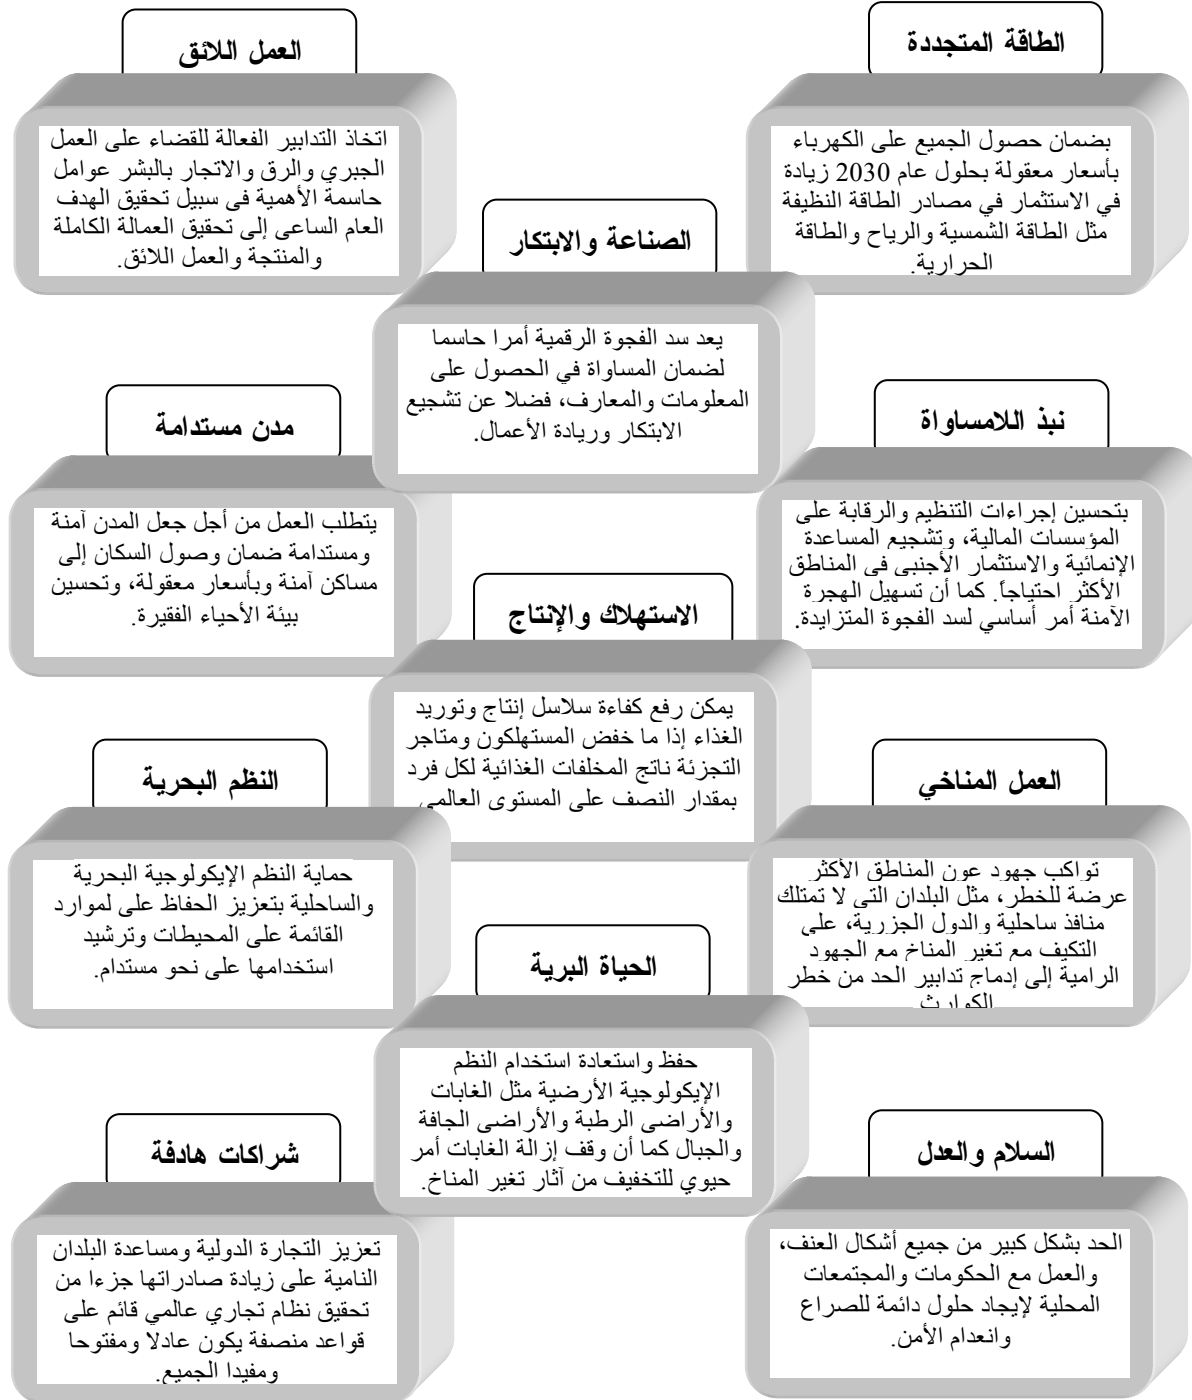 الطاقة المتجددة
بضمان حصول الجميع على الكهرباء
بأسعار معقولة بحلول عام 2030 زيادة
في الاستثمار في مصادر الطاقة النظيفة
مثل الطاقة الشمسية والرياح والطاقة
الحرارية.
العمل اللائق
اتخاذ التدابير الفعالة للقضاء على العمل
الجبري والرق والاتجار بالبشر عوامل
حاسمة الأهمية فى سبيل تحقيق الهدف
العام الساعى إلى تحقيق العمالة الكاملة
والمنتجة والعمل اللائق.
الصناعة والابتكار
يعد سد الفجوة الرقمية أمرا حاسما
لضمان المساواة في الحصول على
المعلومات والمعارف، فضلا عن تشجيع
الابتكار وريادة الأعمال.
نبذ اللامساواة
بتحسين إجراءات التنظيم والرقابة على
المؤسسات المالية، وتشجيع المساعدة
الإنمائية والاستثمار الأجنبى فى المناطق
الأكثر احتياجاً. كما أن تسهيل الهجرة
الآمنة أمر أساسي لسد الفجوة المتزايدة.
مدن مستدامة
يتطلب العمل من أجل جعل المدن آمنة
ومستدامة ضمان وصول السكان إلى
مساكن آمنة وبأسعار معقولة، وتحسين
بيئة الأحياء الفقيرة.
الاستهلاك والإنتاج
يمكن رفع كفاءة سلاسل إنتاج وتوريد
الغذاء إذا ما خفض المستهلكون ومتاجر
التجزئة ناتج المخلفات الغذائية لكل فرد
بمقدار النصف على المستوى العالمي
العمل المناخي
تواكب جهود عون المناطق الأكثر
عرضة للخطر، مثل البلدان التى لا تمتلك
منافذ ساحلية والدول الجزرية، على
التكيف مع تغير المناخ مع الجهود
الرامية إلى إدماج تدابير الحد من خطر
الكوارث
النظم البحرية
حماية النظم الإيكولوجية البحرية
والساحلية بتعزيز الحفاظ على لموارد
القائمة على المحيطات وترشيد
استخدامها على نحو مستدام.
الحياة البرية
حفظ واستعادة استخدام النظم
الإيكولوجية الأرضية مثل الغابات
والأراضى الرطبة والأراضى الجافة
والجبال كما أن وقف إزالة الغابات أمر
حيوي للتخفيف من آثار تغير المناخ.
السلام والعدل
الحد بشكل كبير من جميع أشكال العنف،
والعمل مع الحكومات والمجتمعات
المحلية لإيجاد حلول دائمة للصراع
وانعدام الأمن.
شراكات هادفة
تعزيز التجارة الدولية ومساعدة البلدان
النامية على زيادة صادراتها جزءا من
تحقيق نظام تجاري عالمي قائم على
قواعد منصفة يكون عادلا ومفتوحا
ومفيدا الجميع.